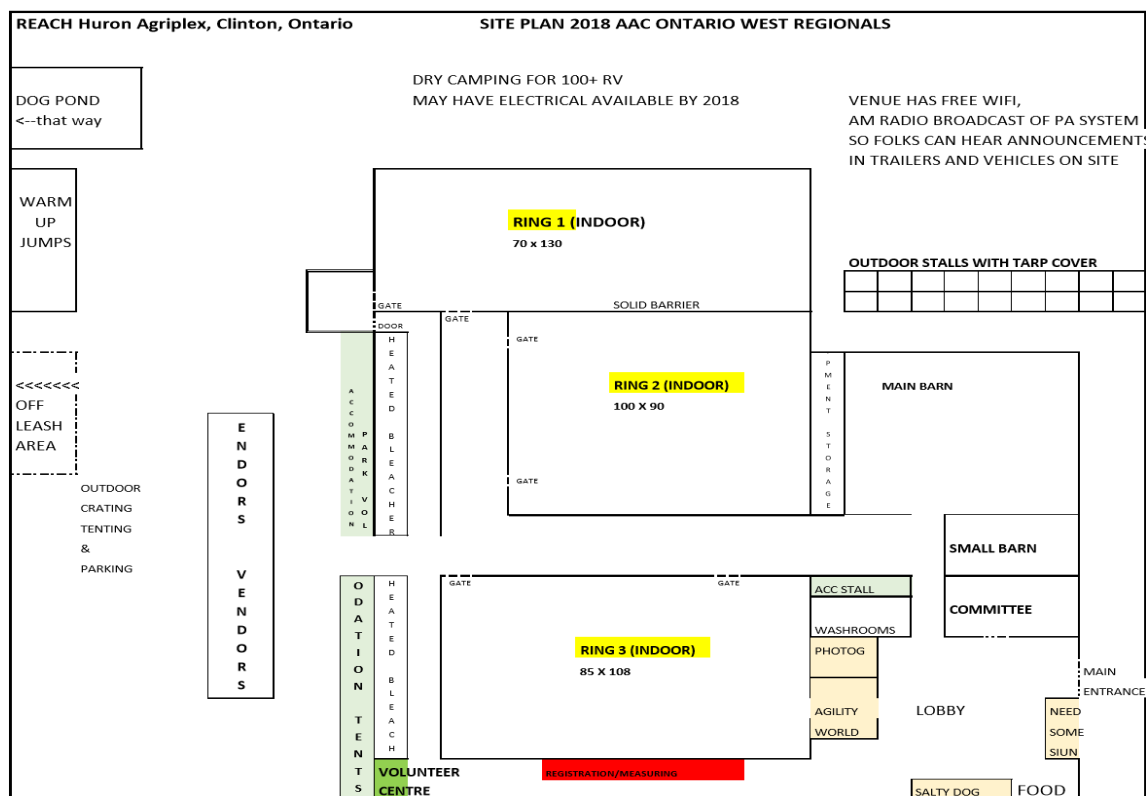 REACH Huron Agriplex, Clinton, Ontario
SITE PLAN 2018 AAC ONTARIO WEST REGIONALS
DRY CAMPING FOR 100+ RV
MAY HAVE ELECTRICAL AVAILABLE BY 2018
DOG POND
<--that way
VENUE HAS FREE WIFI,
AM RADIO BROADCAST OF PA SYSTEM
SO FOLKS CAN HEAR ANNOUNCEMENTS
IN TRAILERS AND VEHICLES ON SITE
WARM
UP
JUMPS
RING 1 (INDOOR)
70 x 130
OUTDOOR STALLS WITH TARP COVER
GATE
SOLID BARRIER
GATE
DOOR
GATE
<<<<<<<
OFF
LEASH
AREA
ACCOMMODATION
PARK VOL
HEATED BLEACHER
RING 2 (INDOOR)
100 X 90
PMENT STORAGE
MAIN BARN
ENDORS VENDORS
GATE
OUTDOOR
CRATING
TENTING
&
PARKING
SMALL BARN
ODATION TENTS
HEATED BLEACH
GATE
GATE
ACC STALL
COMMITTEE
WASHROOMS
RING 3 (INDOOR)
85 X 108
PHOTOG
MAIN
ENTRANCE
AGILITY
WORLD
LOBBY
NEED
SOME
SIUN
VOLUNTEER
CENTRE
REGISTRATION/MEASURING
SALTY DOG
FOOD